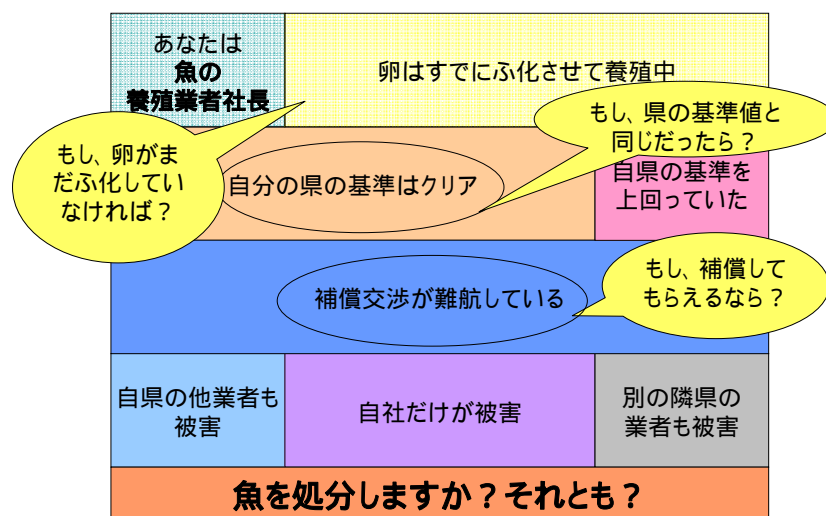 あなたは
魚の
養殖業者社長
卵はすでにふ化させて養殖中
もし、卵がま
だふ化してい
なければ？
自分の県の基準はクリア
もし、県の基準値と
同じだったら？
自県の基準を
上回っていた
補償交渉が難航している
もし、補償して
もらえるなら？
自県の他業者も
被害
自社だけが被害
別の隣県の
業者も被害
魚を処分しますか？それとも？